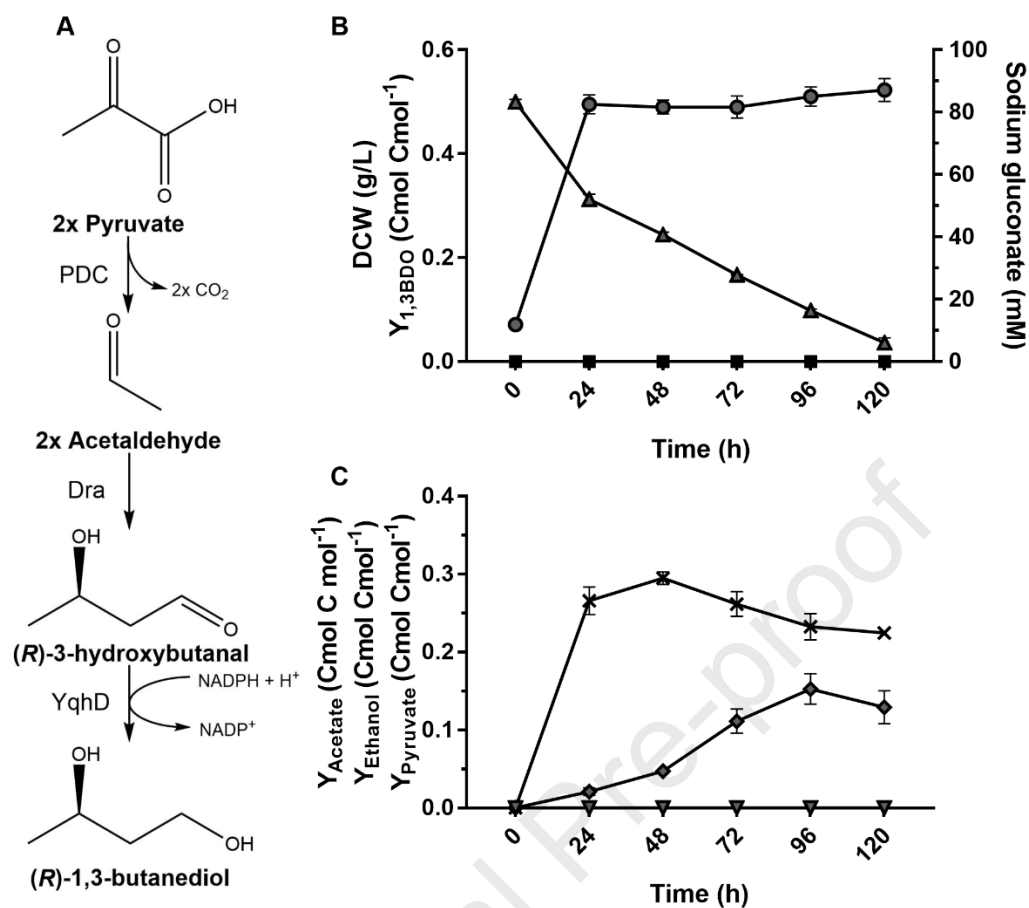 A
O
OH
O
2x Pyruvate
PDC
2x CO₂
O
2x Acetaldehyde
Dra
OH
O
(R)-3-hydroxybutanal
YqhD
NADPH + H⁺
NADP⁺
OH
OH
(R)-1,3-butanediol
B
DCW (g/L)
Y1,3BDO (Cmol Cmol⁻¹)
0.6
0.4
0.2
0.0
100
80
60
40
20
0
Sodium gluconate (mM)
0 24 48 72 96 120
Time (h)
C
YAcetate (Cmol C mol⁻¹)
YEthanol (Cmol Cmol⁻¹)
YPyruvate (Cmol Cmol⁻¹)
0.4
0.3
0.2
0.1
0.0
0 24 48 72 96 120
Time (h)
l Pre-proof